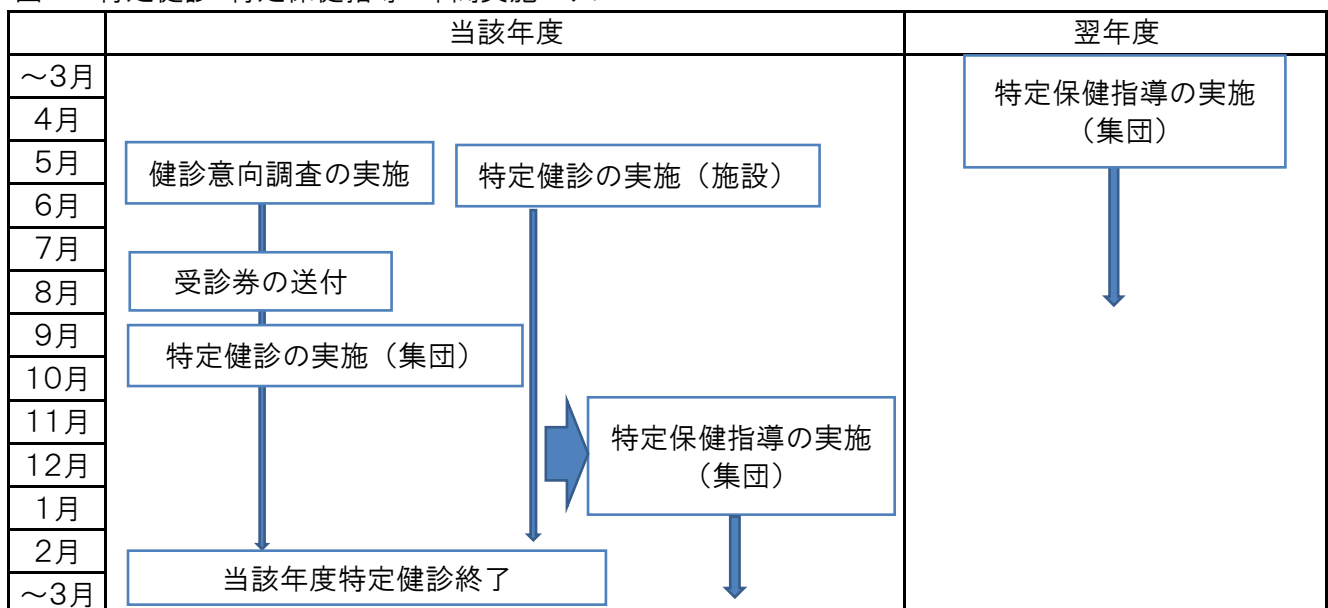 当該年度
翌年度
～3月
4月
5月
6月
7月
8月
9月
10月
11月
12月
1月
2月
～3月
健診意向調査の実施
特定健診の実施（施設）
受診券の送付
特定健診の実施（集団）
特定保健指導の実施
（集団）
当該年度特定健診終了
特定保健指導の実施
（集団）